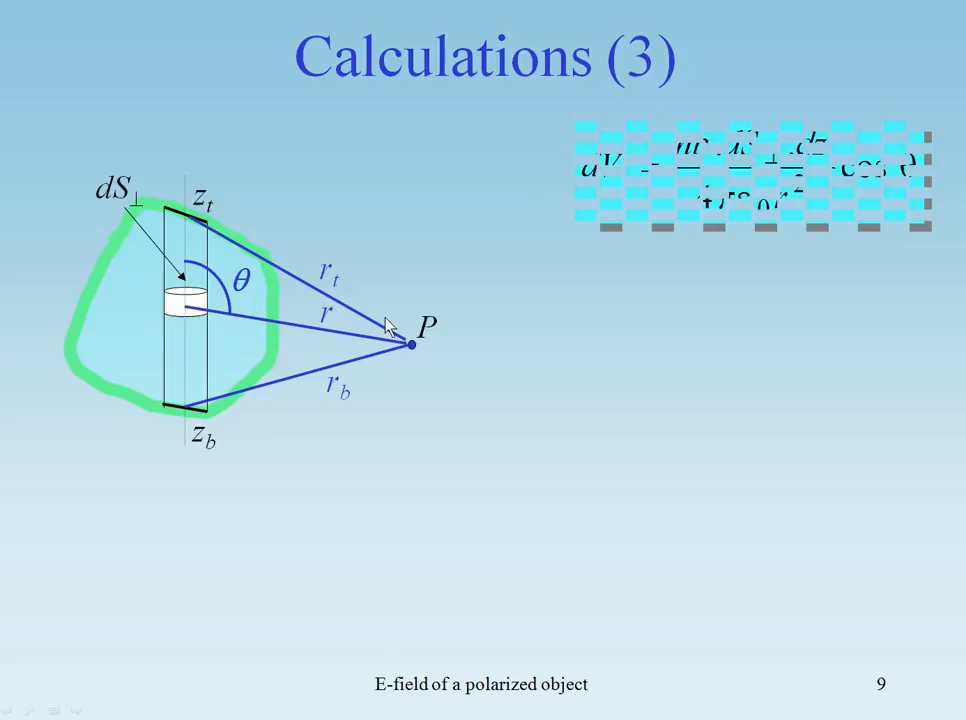 Calculations (3)
dS⊥
z_t
θ
r_t
r
P
r_b
z_b
E-field of a polarized object
9